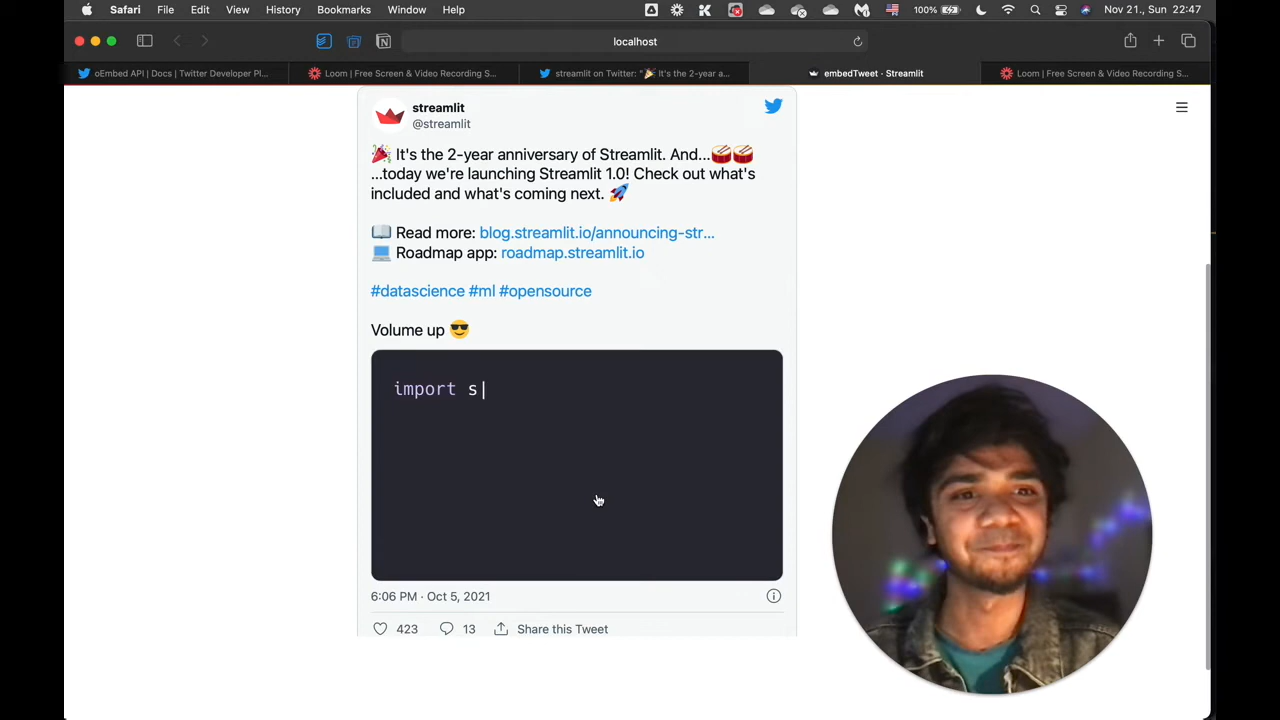 Safari File Edit View History Bookmarks Window Help 100% Nov 21., Sun 22:47
localhost
oEmbed API | Docs | Twitter Developer Pl... Loom | Free Screen & Video Recording S... streamlit on Twitter: "🎉 It's the 2-year a... embedTweet · Streamlit Loom | Free Screen & Video Recording S...
streamlit
@streamlit
🎉 It's the 2-year anniversary of Streamlit. And...🥁🥁
...today we're launching Streamlit 1.0! Check out what's
included and what's coming next. 🚀
📖 Read more: blog.streamlit.io/announcing-str...
💻 Roadmap app: roadmap.streamlit.io
#datascience #ml #opensource
Volume up 😎
import s|
6:06 PM · Oct 5, 2021
423 13 Share this Tweet